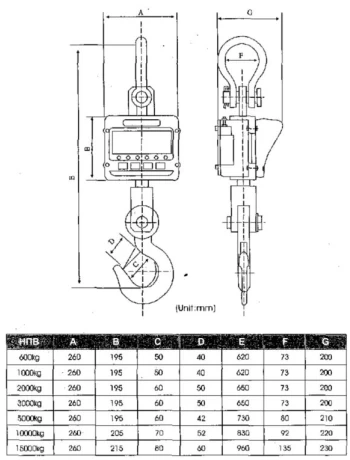 A
G
F
B
B
D
C
(Unit:mm)
НПВ A B C D E F G
600kg 260 195 50 40 620 73 200
1000kg 260 195 50 40 620 73 200
2000kg 260 195 60 50 660 73 200
3000kg 260 195 60 50 660 73 200
5000kg 260 195 60 42 730 80 210
10000kg 260 205 70 52 830 92 220
15000kg 260 215 80 60 960 135 230